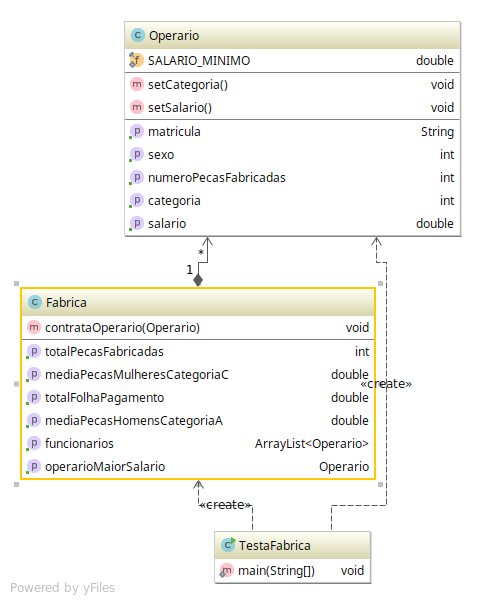 C Operario
f SALARIO_MINIMO double
m setCategoria() void
m setSalario() void
p matricula String
p sexo int
p numeroPecasFabricadas int
p categoria int
p salario double
*
1
C Fabrica
m contrataOperario(Operario) void
p totalPecasFabricadas int
p mediaPecasMulheresCategoriaC double
p totalFolhaPagamento double
«create»
p mediaPecasHomensCategoriaA double
p funcionarios ArrayList<Operario>
p operarioMaiorSalario Operario
«create»
C TestaFabrica
m main(String[]) void
Powered by yFiles